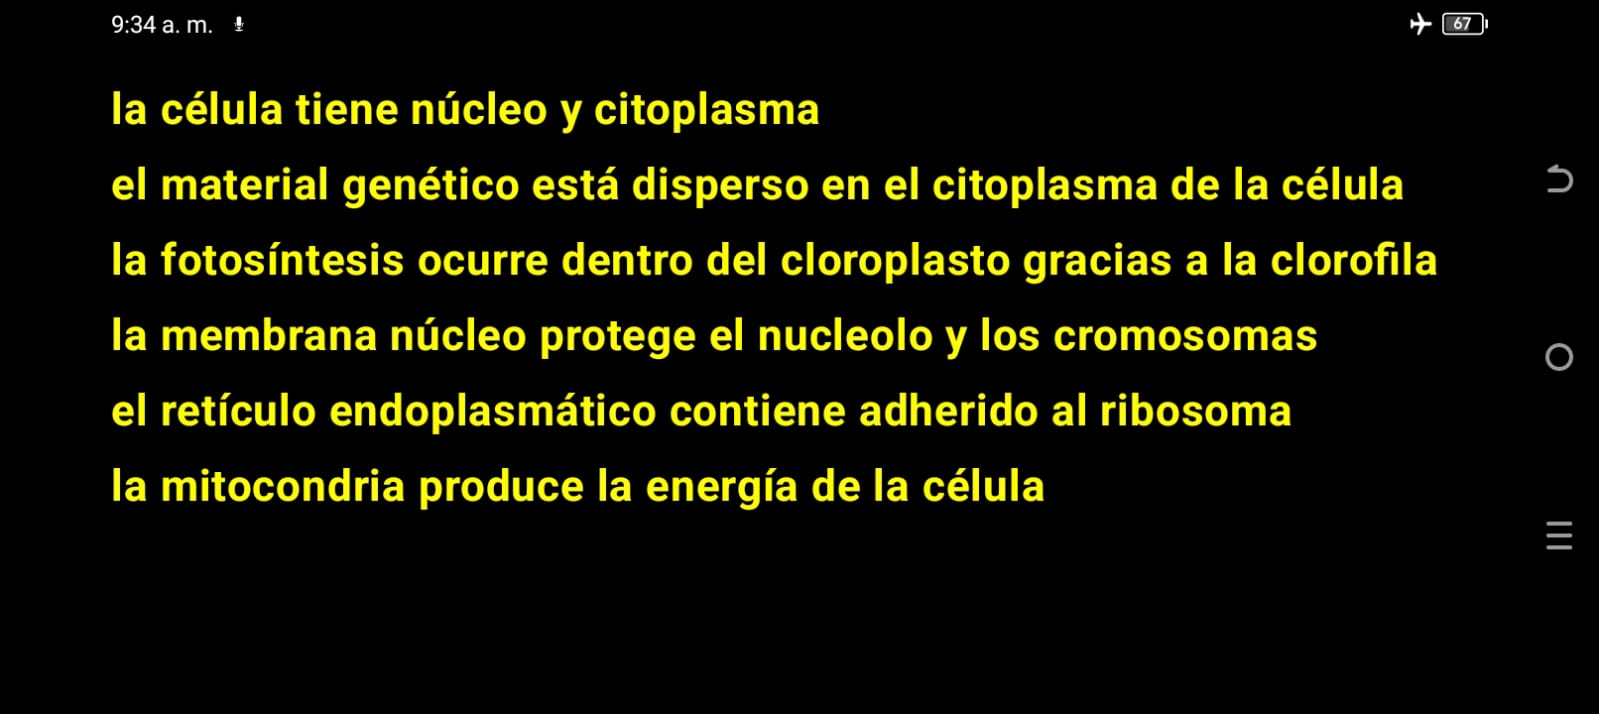 9:34 a. m.
67
la célula tiene núcleo y citoplasma
el material genético está disperso en el citoplasma de la célula
la fotosíntesis ocurre dentro del cloroplasto gracias a la clorofila
la membrana núcleo protege el nucleolo y los cromosomas
el retículo endoplasmático contiene adherido al ribosoma
la mitocondria produce la energía de la célula